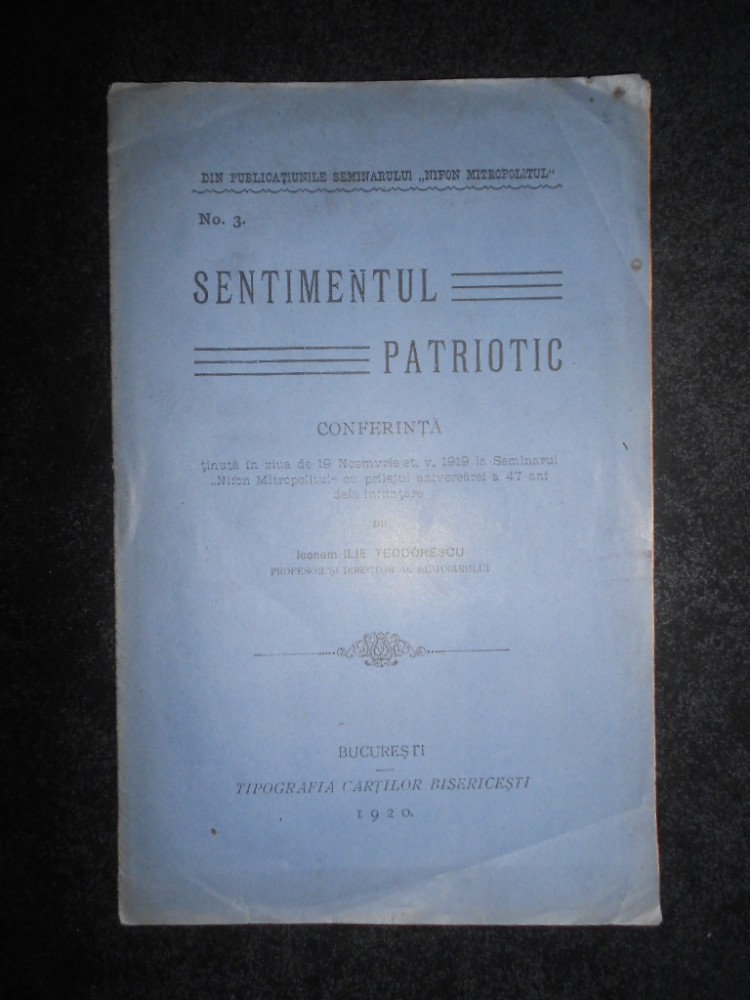 DIN PUBLICAȚIUNILE SEMINARULUI „NIFON MITROPOLITUL“
No. 3.
SENTIMENTUL
PATRIOTIC
CONFERINȚĂ
ținută în ziua de 19 Noemvrie st. v. 1919 la Seminarul
„Nifon Mitropolitul“ cu prilejul aniversărei a 47 ani
dela înființare
DE
Iconom ILIE TEODORESCU
PROFESOR ȘI DIRECTOR AL SEMINARULUI
BUCUREȘTI
TIPOGRAFIA CĂRȚILOR BISERICEȘTI
1920.